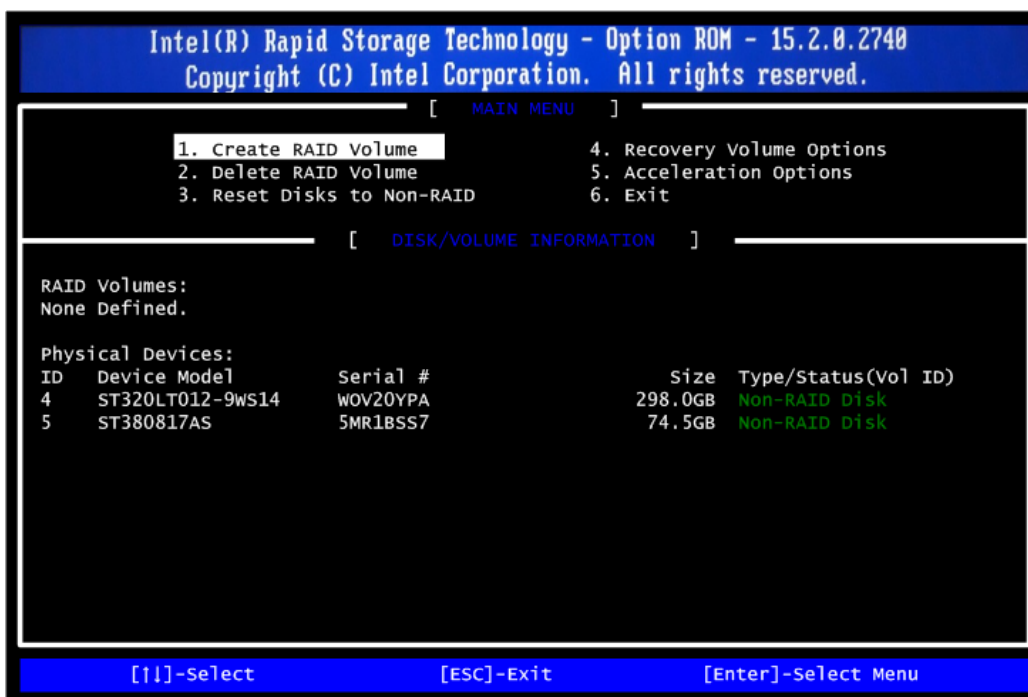 Intel(R) Rapid Storage Technology - Option ROM - 15.2.0.2740
Copyright (C) Intel Corporation. All rights reserved.
[ MAIN MENU ]
1. Create RAID Volume 4. Recovery Volume Options
2. Delete RAID Volume 5. Acceleration Options
3. Reset Disks to Non-RAID 6. Exit
[ DISK/VOLUME INFORMATION ]
RAID Volumes:
None Defined.
Physical Devices:
ID Device Model Serial # Size Type/Status(Vol ID)
4 ST320LT012-9WS14 WOV20YPA 298.0GB Non-RAID Disk
5 ST380817AS 5MR1BSS7 74.5GB Non-RAID Disk
[↑↓]-Select [ESC]-Exit [Enter]-Select Menu